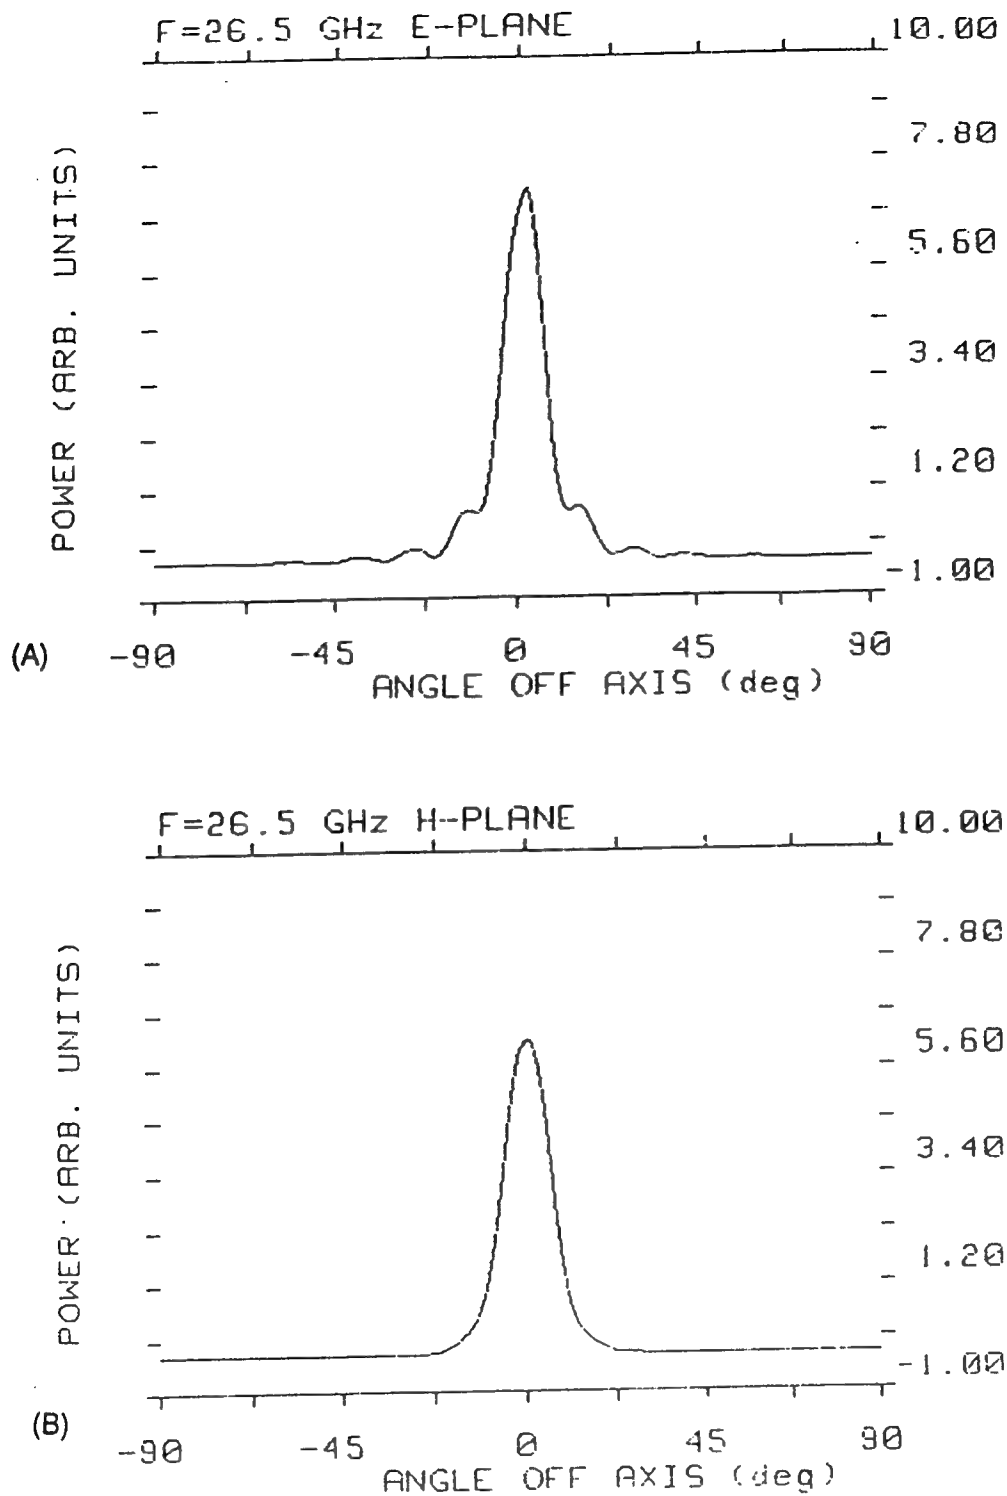 F=26.5 GHz E-PLANE
10.00
7.80
5.60
3.40
1.20
-1.00
POWER (ARB. UNITS)
-90 -45 0 45 90
ANGLE OFF AXIS (deg)
(A)
F=26.5 GHz H-PLANE
10.00
7.80
5.60
3.40
1.20
-1.00
POWER (ARB. UNITS)
-90 -45 0 45 90
ANGLE OFF AXIS (deg)
(B)